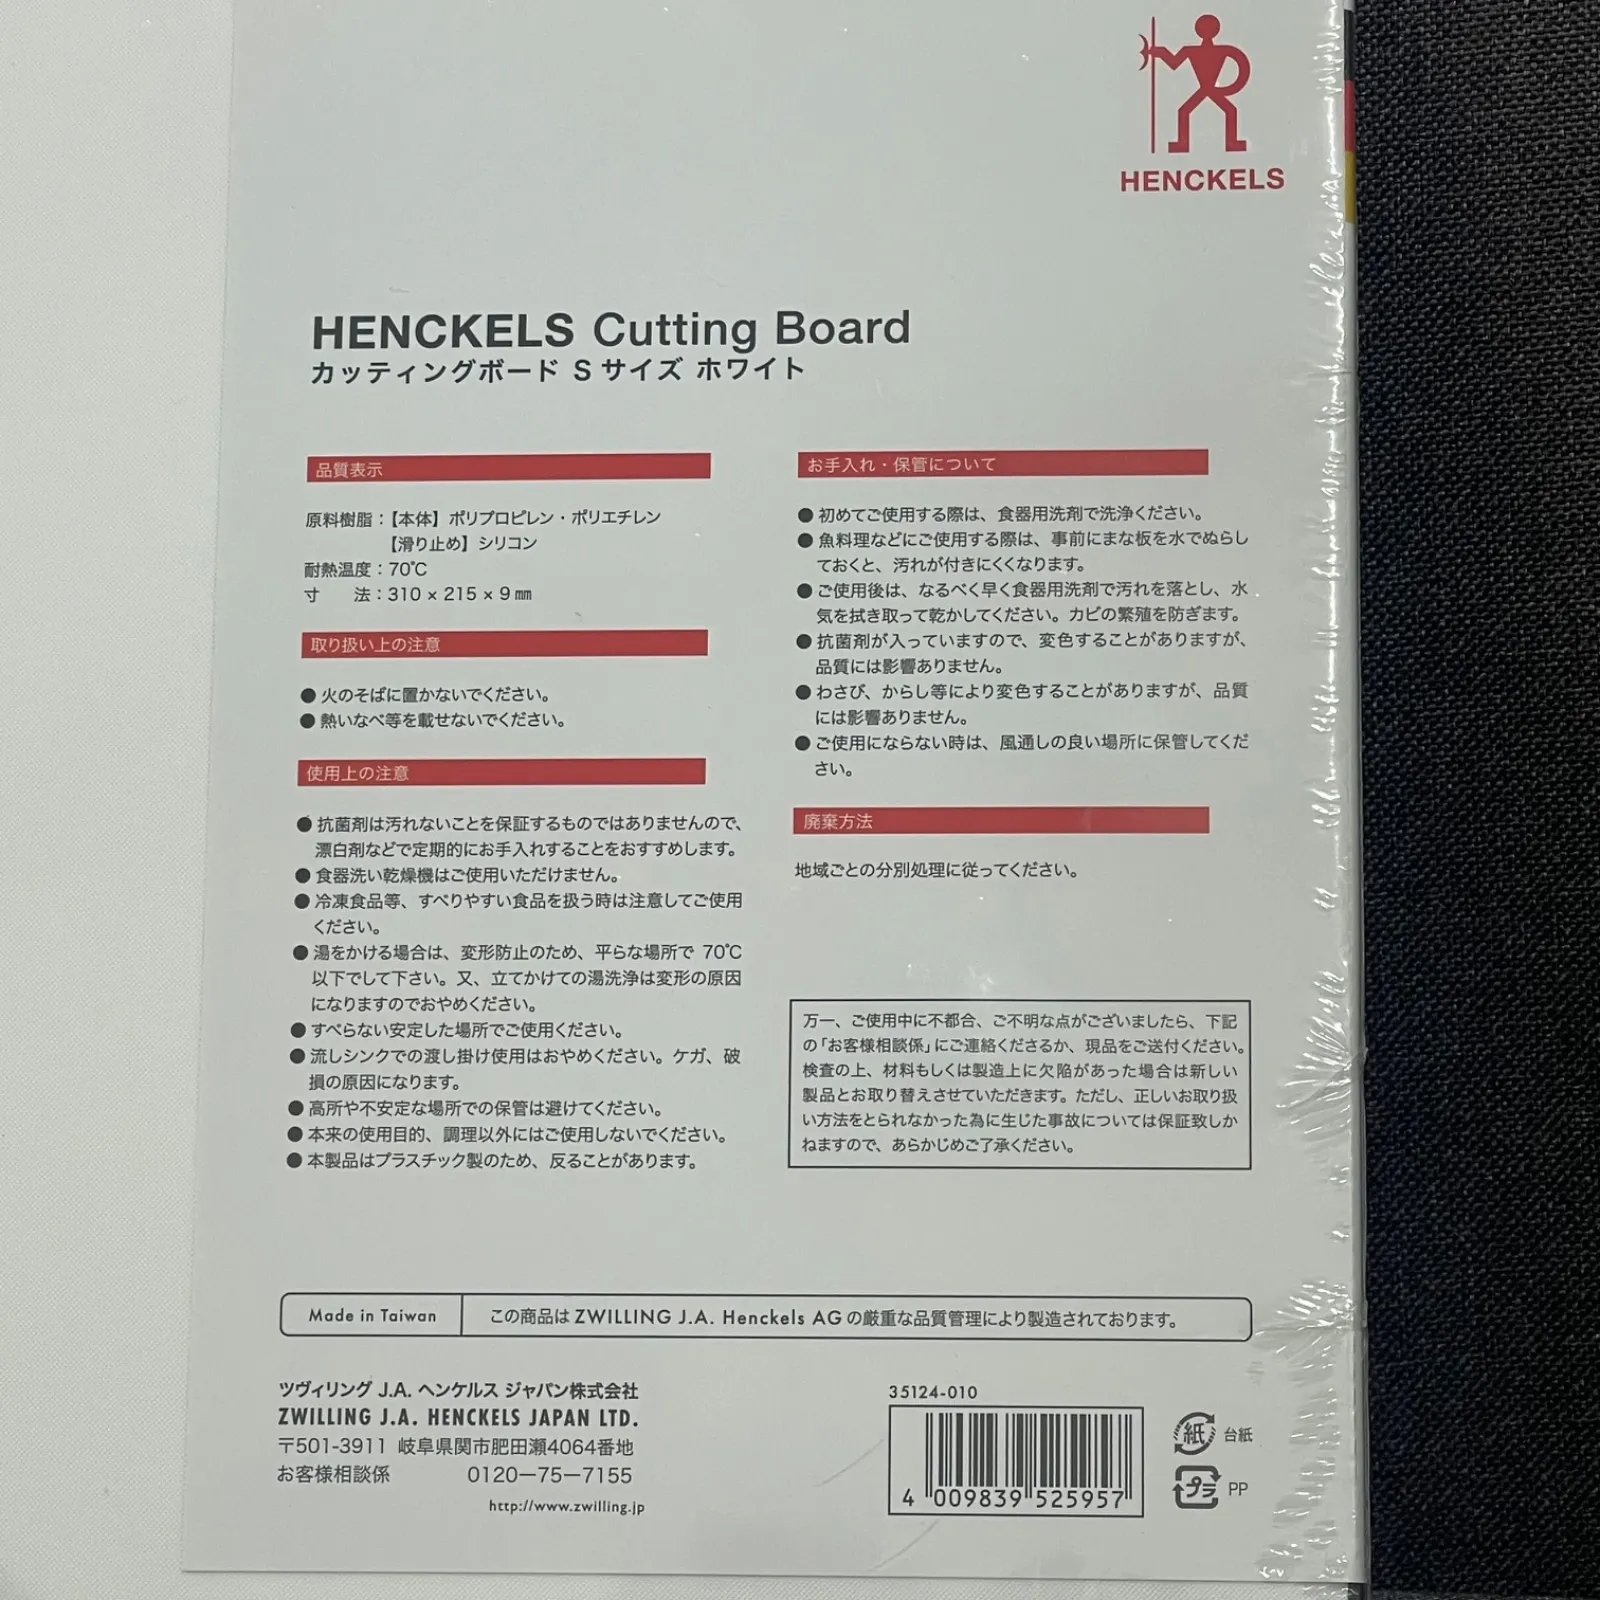 HENCKELS
HENCKELS Cutting Board
カッティングボード S サイズ ホワイト
品質表示
原料樹脂:【本体】ポリプロピレン・ポリエチレン
【滑り止め】シリコン
耐熱温度:70℃
寸　法:310 × 215 × 9㎜
取り扱い上の注意
● 火のそばに置かないでください。
● 熱いなべ等を載せないでください。
使用上の注意
● 抗菌剤は汚れないことを保証するものではありませんので、
漂白剤などで定期的にお手入れすることをおすすめします。
● 食器洗い乾燥機はご使用いただけません。
● 冷凍食品等、すべりやすい食品を扱う時は注意してご使用
ください。
● 湯をかける場合は、変形防止のため、平らな場所で 70℃
以下でして下さい。又、立てかけての湯洗浄は変形の原因
になりますのでおやめください。
● すべらない安定した場所でご使用ください。
● 流しシンクでの渡し掛け使用はおやめください。ケガ、破
損の原因になります。
● 高所や不安定な場所での保管は避けてください。
● 本来の使用目的、調理以外にはご使用しないでください。
● 本製品はプラスチック製のため、反ることがあります。
お手入れ・保管について
● 初めてご使用する際は、食器用洗剤で洗浄ください。
● 魚料理などにご使用する際は、事前にまな板を水でぬらし
ておくと、汚れが付きにくくなります。
● ご使用後は、なるべく早く食器用洗剤で汚れを落とし、水
気を拭き取って乾かしてください。カビの繁殖を防ぎます。
● 抗菌剤が入っていますので、変色することがありますが、
品質には影響ありません。
● わさび、からし等により変色することがありますが、品質
には影響ありません。
● ご使用にならない時は、風通しの良い場所に保管してくだ
さい。
廃棄方法
地域ごとの分別処理に従ってください。
万一、ご使用中に不都合、ご不明な点がございましたら、下記
の「お客様相談係」にご連絡くださるか、現品をご送付ください。
検査の上、材料もしくは製造上に欠陥があった場合は新しい
製品とお取り替えさせていただきます。ただし、正しいお取り扱
い方法をとられなかった為に生じた事故については保証致しか
ねますので、あらかじめご了承ください。
Made in Taiwan
この商品は ZWILLING J.A. Henckels AG の厳重な品質管理により製造されております。
ツヴィリング J.A. ヘンケルス ジャパン株式会社
ZWILLING J.A. HENCKELS JAPAN LTD.
〒501-3911 岐阜県関市肥田瀬4064番地
お客様相談係 0120ー75ー7155
http://www.zwilling.jp
35124-010
4 009839 525957
紙 台紙
プラ PP